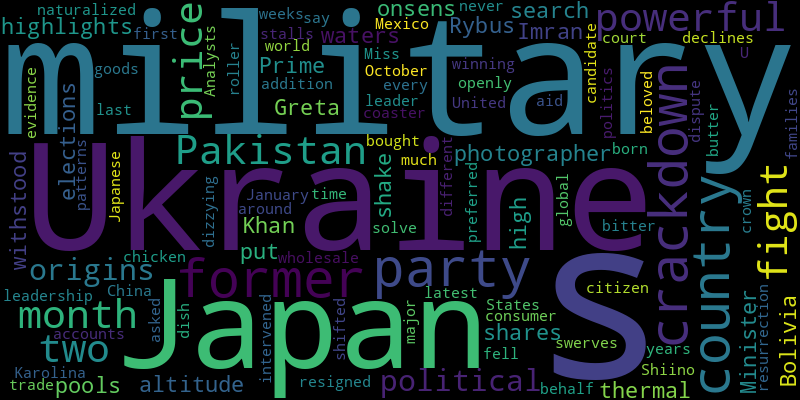 naturalized
highlights
first
military
price
Analysts
weeks
say
stalls
world
Prime
addition
Greta
roller
onsens
never
Mexico
waters
Miss
October
every
leader
coaster
Rybus
search
Imran
winning
openly
United
aid
candidate
powerful
court
declines
U
politics
beloved
dispute
butter
families
evidence
goods
last
elections
patterns
Japanese
withstood
Ukraine
Pakistan
bought
much
shake
photographer
born
different
preferred
global
high
solve
time
January
around
Khan
put
dizzying
chicken
wholesale
crackdown
country
bitter
crown
fight
origins
former
party
S
citizen
leadership
China
month
accounts
two
Karolina
trade
pools
altitude
asked
dish
Japan
intervened
resigned
shifted
major
latest
States
consumer
shares
fell
political
swerves
years
Shiino
behalf
thermal
Minister
resurrection
Bolivia